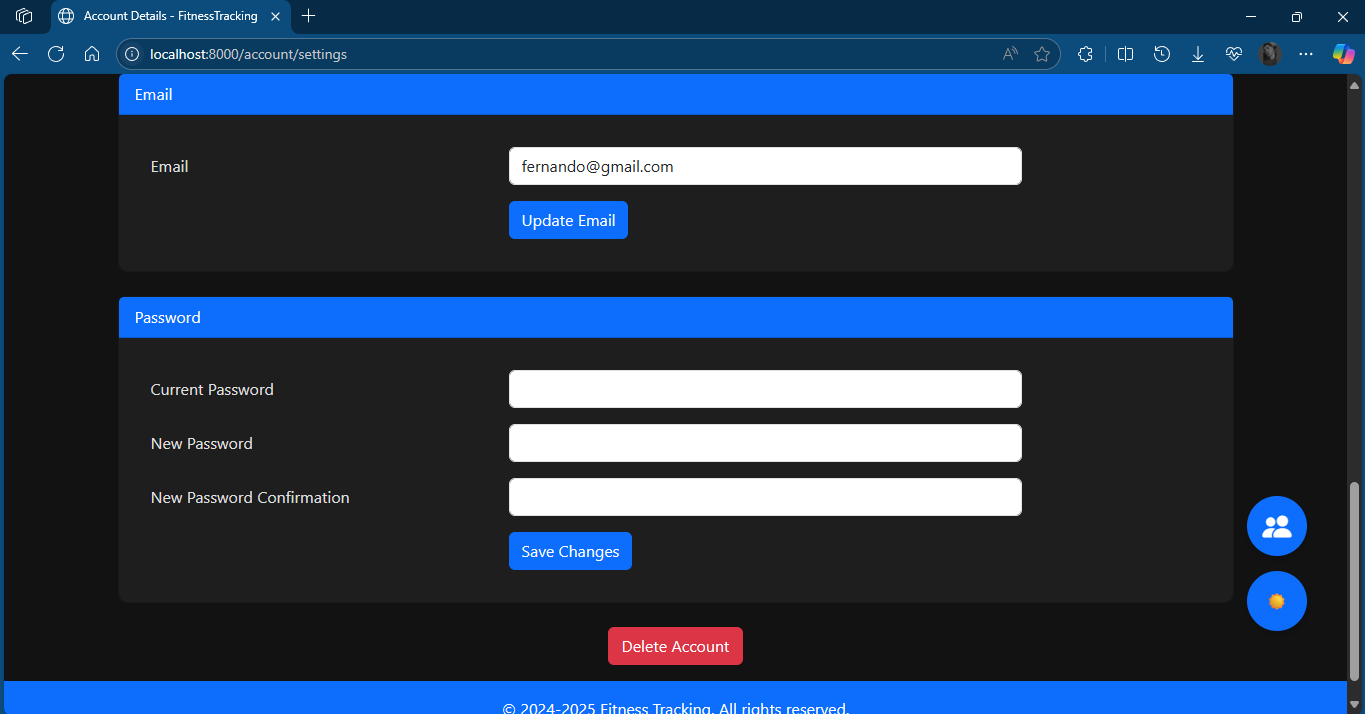 Account Details - FitnessTracking
localhost:8000/account/settings
Email
Email
fernando@gmail.com
Update Email
Password
Current Password
New Password
New Password Confirmation
Save Changes
Delete Account
© 2024-2025 Fitness Tracking. All rights reserved.